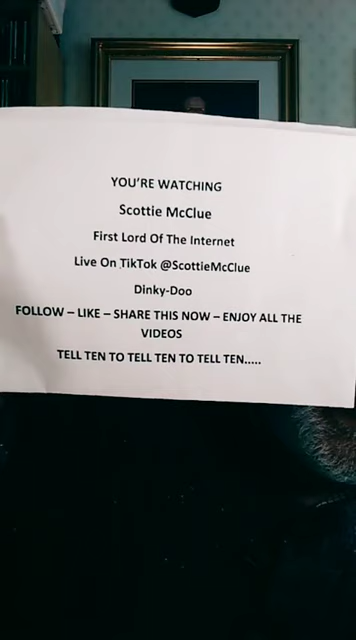 YOU'RE WATCHING
Scottie McClue
First Lord Of The Internet
Live On TikTok @ScottieMcClue
Dinky-Doo
FOLLOW – LIKE – SHARE THIS NOW – ENJOY ALL THE
VIDEOS
TELL TEN TO TELL TEN TO TELL TEN.....